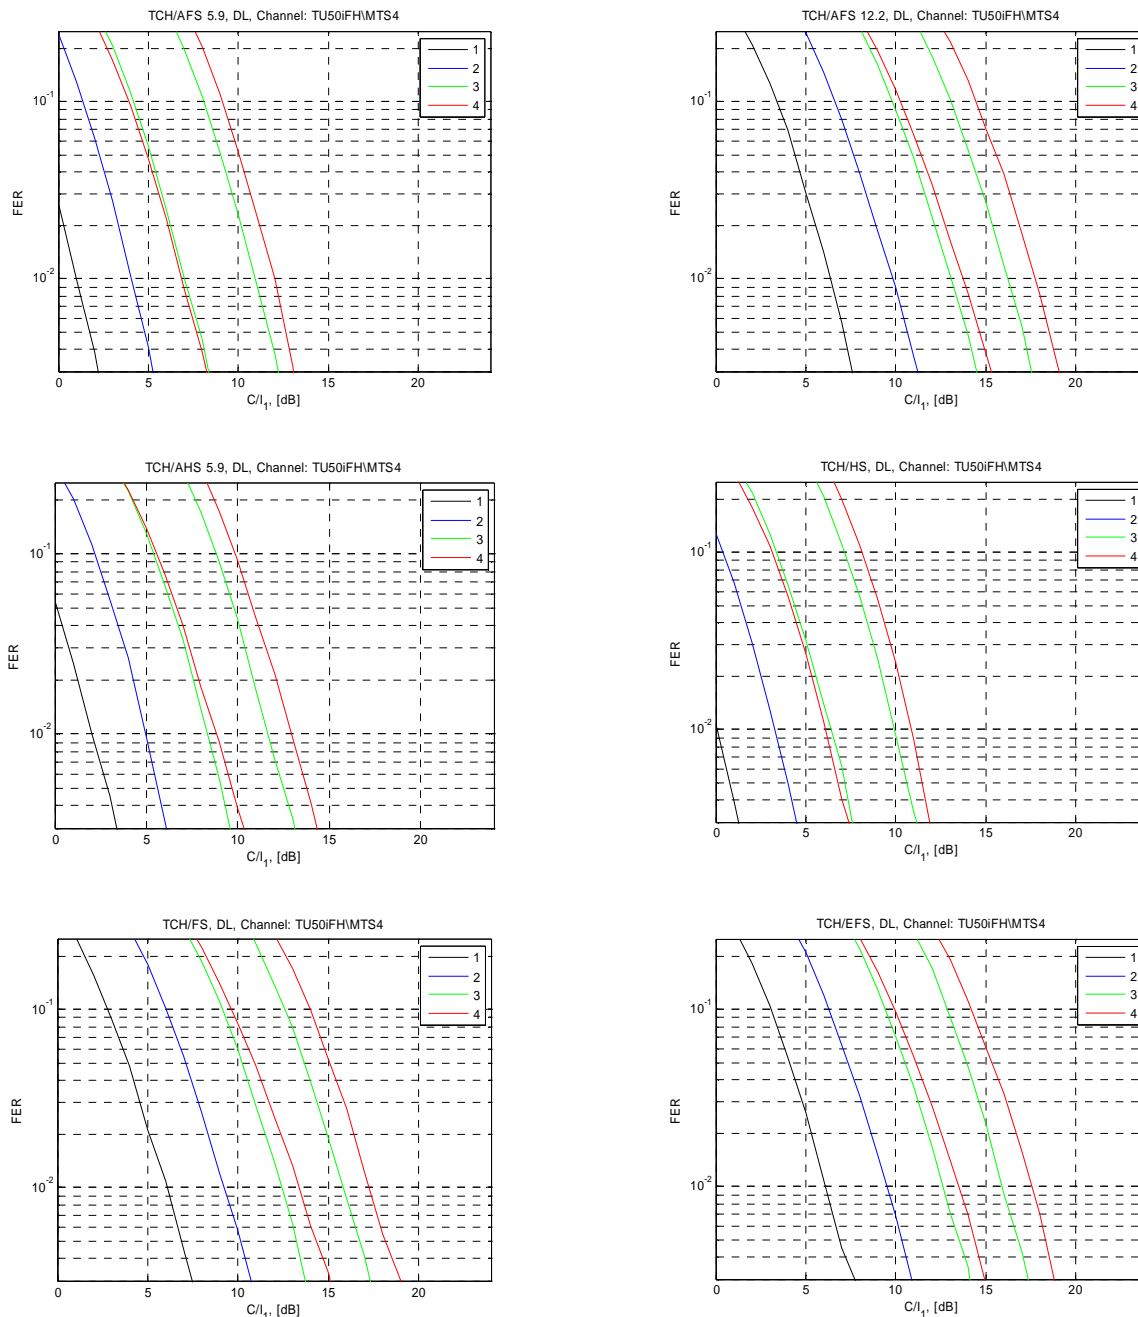 TCH/AFS 5.9, DL, Channel: TU50iFH\MTS4
1
2
3
4
10^-1
10^-2
FER
0 5 10 15 20
C/I_1, [dB]
TCH/AFS 12.2, DL, Channel: TU50iFH\MTS4
1
2
3
4
10^-1
10^-2
FER
0 5 10 15 20
C/I_1, [dB]
TCH/AHS 5.9, DL, Channel: TU50iFH\MTS4
1
2
3
4
10^-1
10^-2
FER
0 5 10 15 20
C/I_1, [dB]
TCH/HS, DL, Channel: TU50iFH\MTS4
1
2
3
4
10^-1
10^-2
FER
0 5 10 15 20
C/I_1, [dB]
TCH/FS, DL, Channel: TU50iFH\MTS4
1
2
3
4
10^-1
10^-2
FER
0 5 10 15 20
C/I_1, [dB]
TCH/EFS, DL, Channel: TU50iFH\MTS4
1
2
3
4
10^-1
10^-2
FER
0 5 10 15 20
C/I_1, [dB]